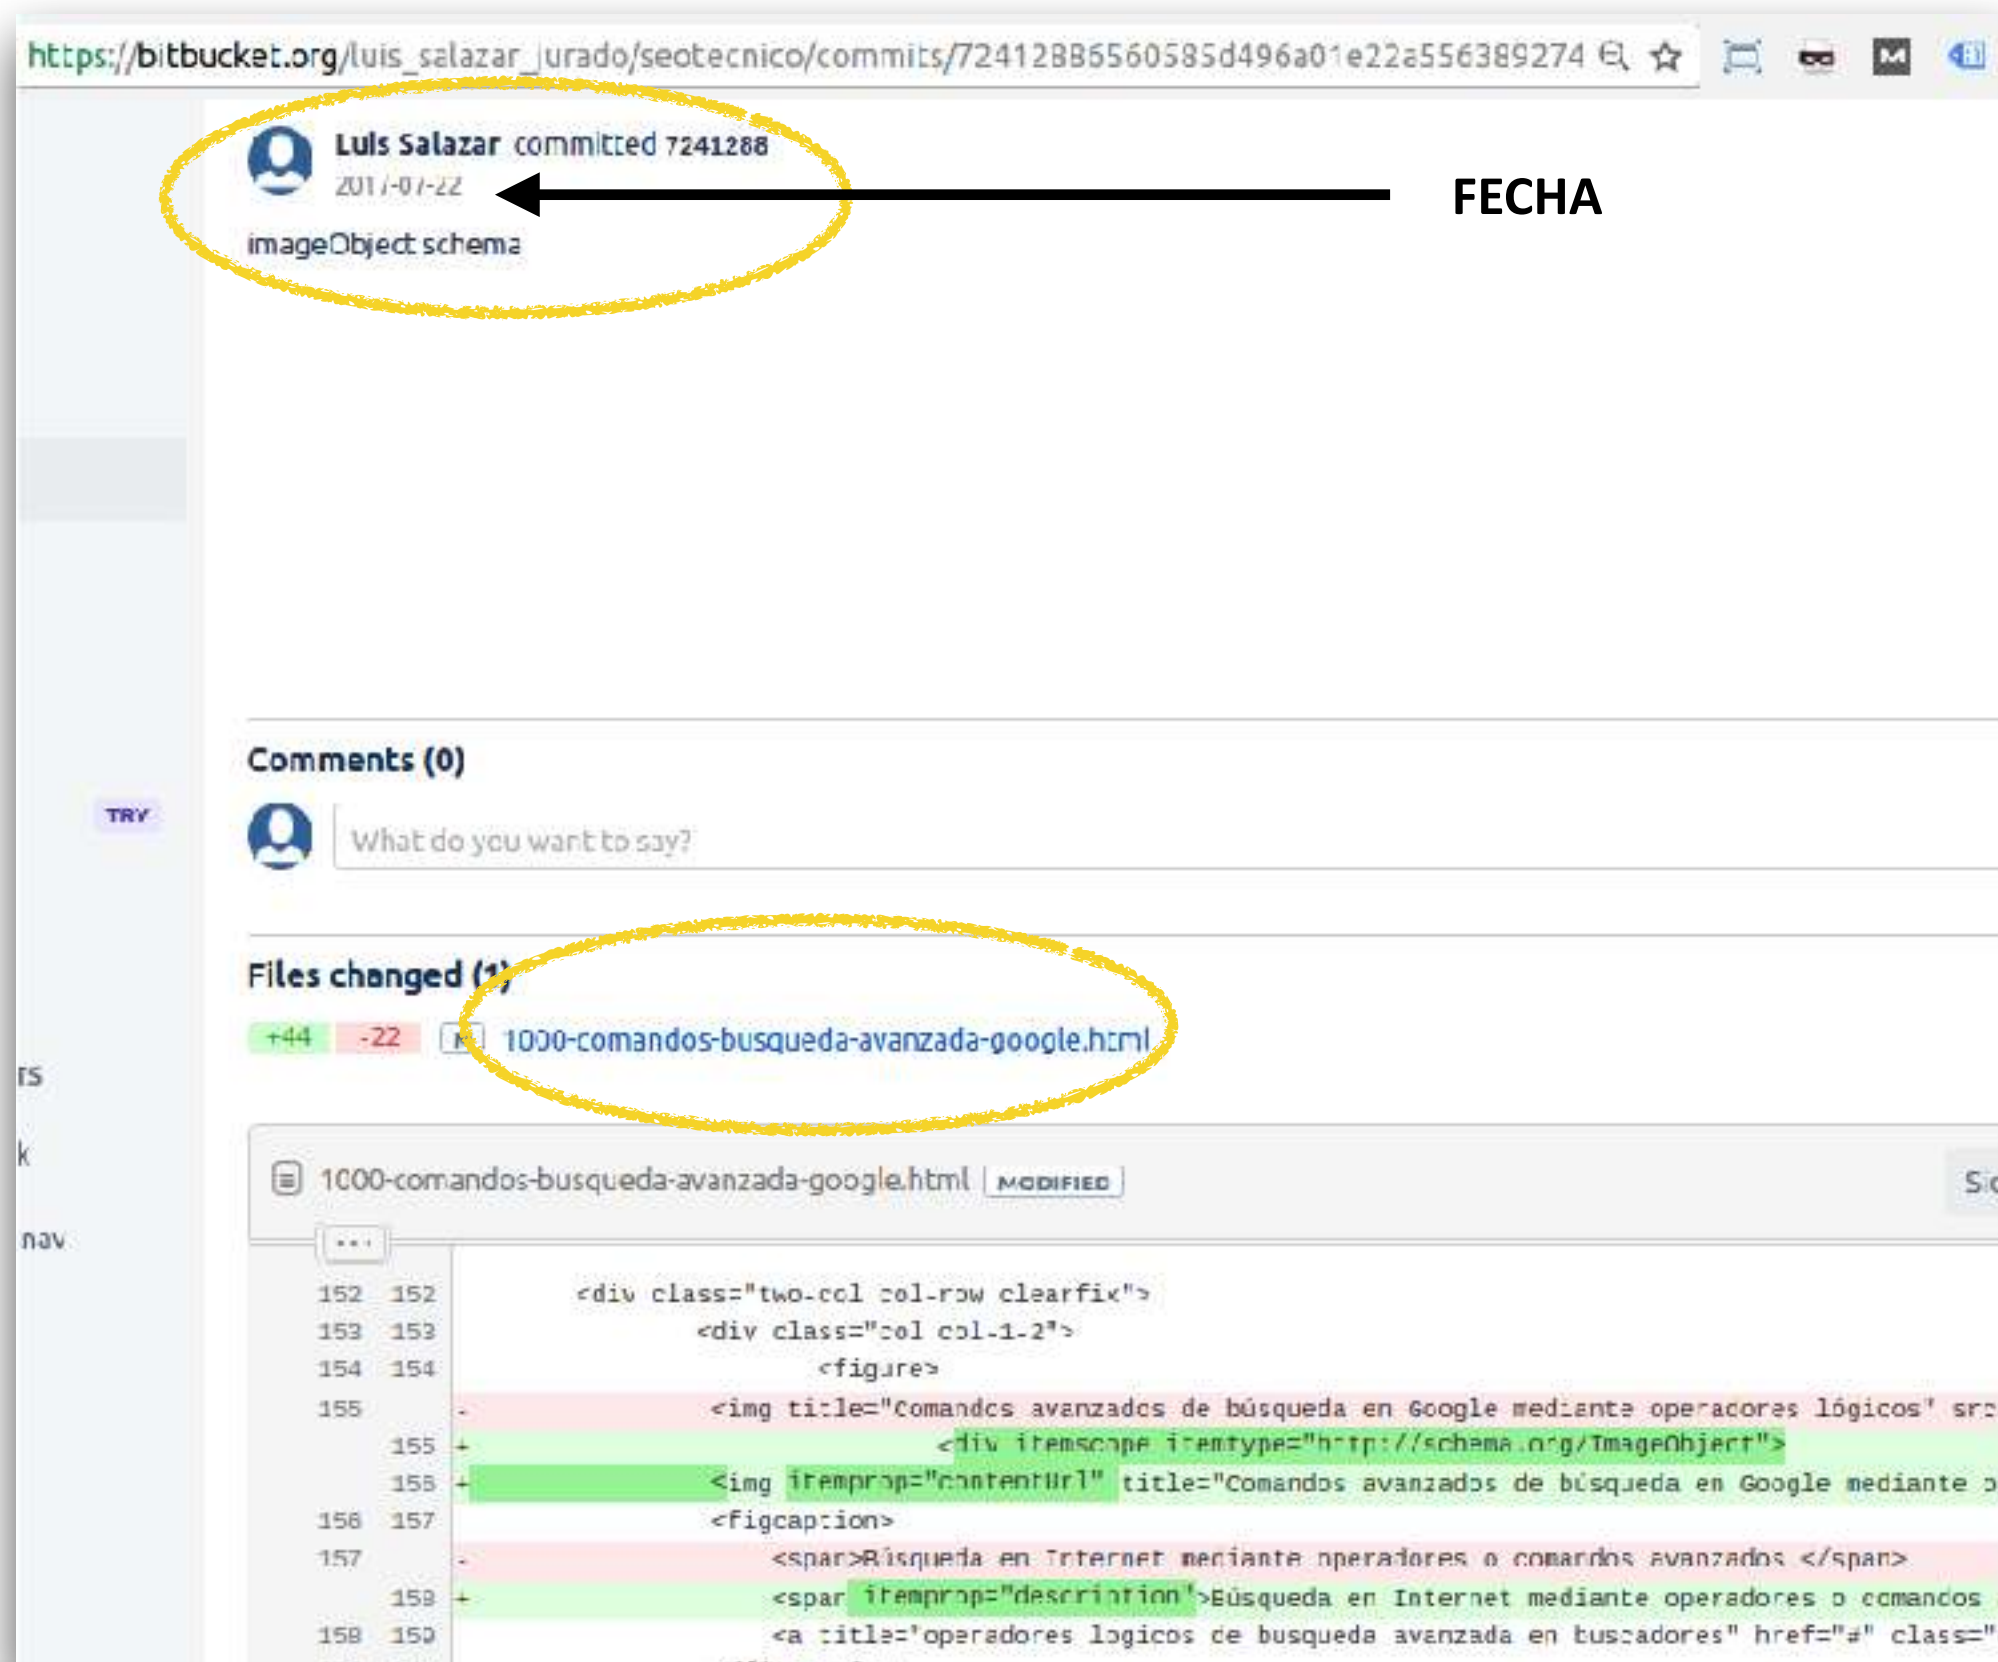 https://bitbucket.org/luis_salazar_jurado/seotecnico/commits/72412886560585d496a01e22a556389274
Luis Salazar committed 7241288
2017-07-22
FECHA
imageObject schema
Comments (0)
TRY
What do you want to say?
Files changed (1)
+44 -22 M 1000-comandos-busqueda-avanzada-google.html
rs
k
1000-comandos-busqueda-avanzada-google.html MODIFIED Sid
nav
...
152 152 <div class="two-col col-row clearfix">
153 153 <div class="col col-1-2">
154 154 <figure>
155 - <img title="Comandos avanzados de búsqueda en Google mediante operadores lógicos" src
155 + <div itemscope itemtype="http://schema.org/ImageObject">
156 + <img itemprop="contentUrl" title="Comandos avanzados de búsqueda en Google mediante o
156 157 <figcaption>
157 - <span>Búsqueda en Internet mediante operadores o comandos avanzados </span>
158 + <span itemprop="description">Búsqueda en Internet mediante operadores o comandos
158 159 <a title="operadores logicos de busqueda avanzada en buscadores" href="#" class="